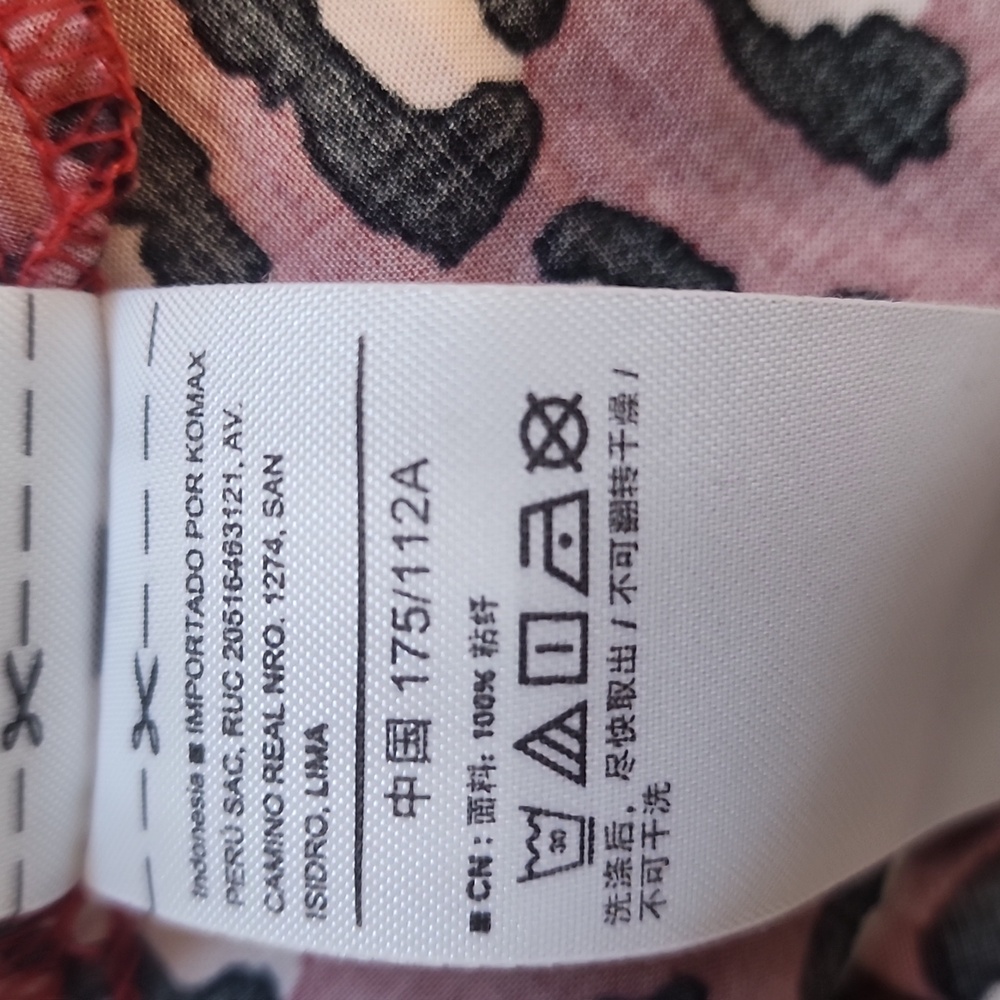 Indonesia ■ IMPORTADO POR KOMAX
PERU SAC, RUC 20516463121, AV.
CAMINO REAL NRO. 1274, SAN
ISIDRO, LIMA
中国 175/112A
■ CN : 面料: 100% 粘纤
30
洗涤后，尽快取出 / 不可翻转干燥 /
不可干洗